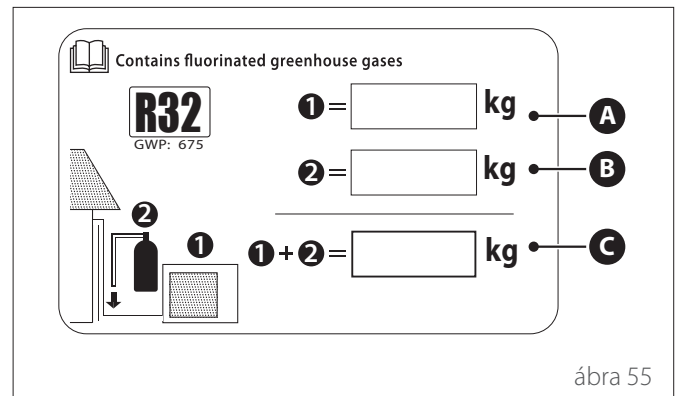 Contains fluorinated greenhouse gases
R32
GWP: 675
1 = kg A
2 = kg B
1 + 2 = kg C
2
1
ábra 55